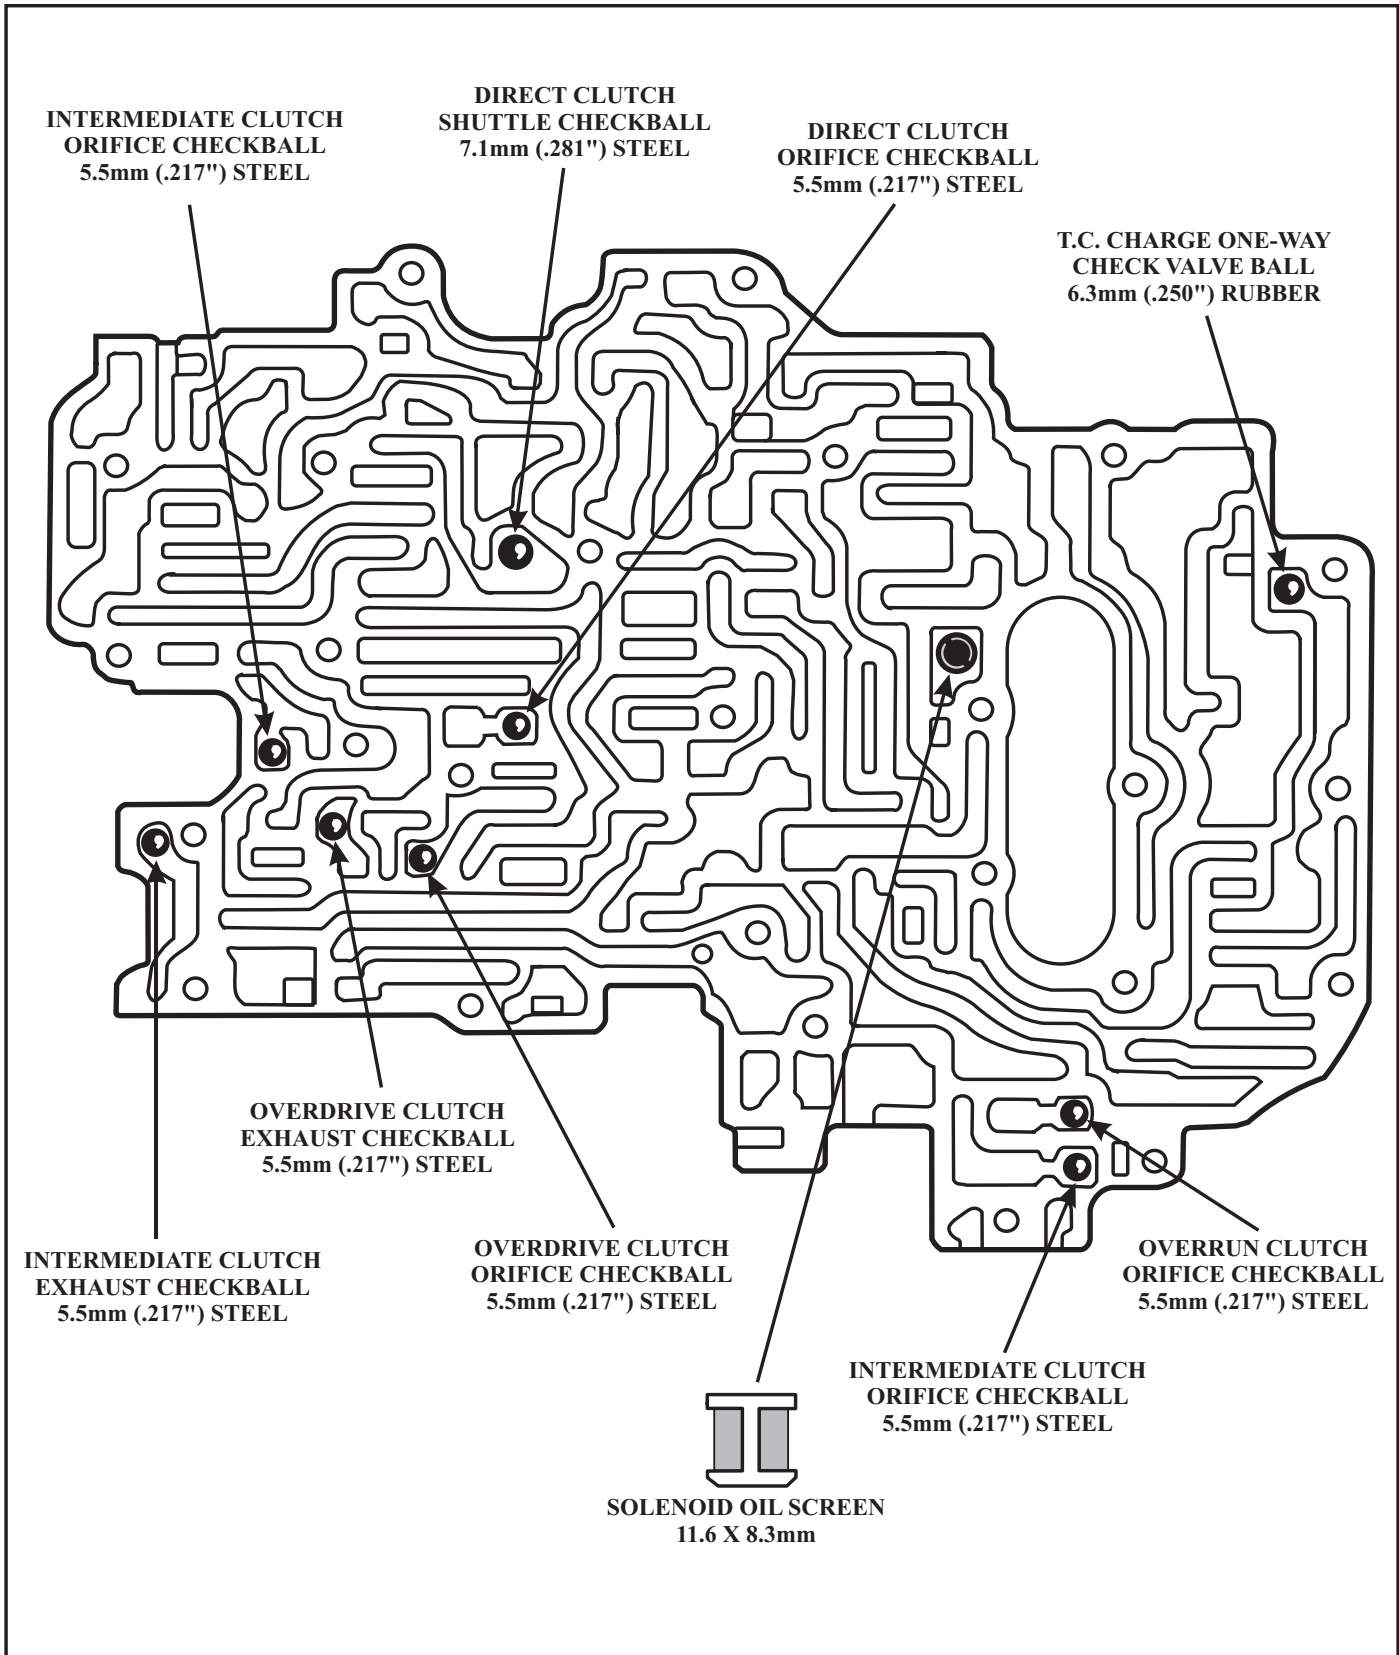 INTERMEDIATE CLUTCH
ORIFICE CHECKBALL
5.5mm (.217") STEEL
DIRECT CLUTCH
SHUTTLE CHECKBALL
7.1mm (.281") STEEL
DIRECT CLUTCH
ORIFICE CHECKBALL
5.5mm (.217") STEEL
T.C. CHARGE ONE-WAY
CHECK VALVE BALL
6.3mm (.250") RUBBER
OVERDRIVE CLUTCH
EXHAUST CHECKBALL
5.5mm (.217") STEEL
INTERMEDIATE CLUTCH
EXHAUST CHECKBALL
5.5mm (.217") STEEL
OVERDRIVE CLUTCH
ORIFICE CHECKBALL
5.5mm (.217") STEEL
OVERRUN CLUTCH
ORIFICE CHECKBALL
5.5mm (.217") STEEL
INTERMEDIATE CLUTCH
ORIFICE CHECKBALL
5.5mm (.217") STEEL
SOLENOID OIL SCREEN
11.6 X 8.3mm